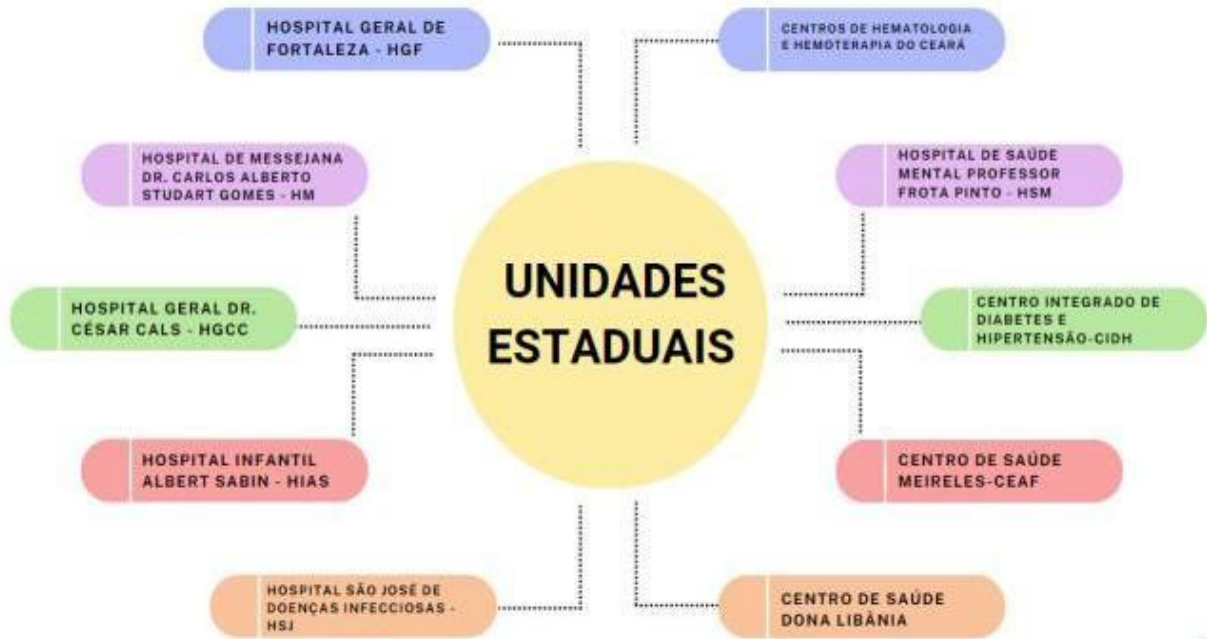 HOSPITAL GERAL DE
FORTALEZA - HGF
CENTROS DE HEMATOLOGIA
E HEMOTERAPIA DO CEARÁ
HOSPITAL DE MESSEJANA
DR. CARLOS ALBERTO
STUDART GOMES - HM
HOSPITAL DE SAÚDE
MENTAL PROFESSOR
FROTA PINTO - HSM
UNIDADES
ESTADUAIS
HOSPITAL GERAL DR.
CÉSAR CALS - HGCC
CENTRO INTEGRADO DE
DIABETES E
HIPERTENSÃO-CIDH
HOSPITAL INFANTIL
ALBERT SABIN - HIAS
CENTRO DE SAÚDE
MEIRELES-CEAF
HOSPITAL SÃO JOSÉ DE
DOENÇAS INFECCIOSAS -
HSJ
CENTRO DE SAÚDE
DONA LIBÂNIA